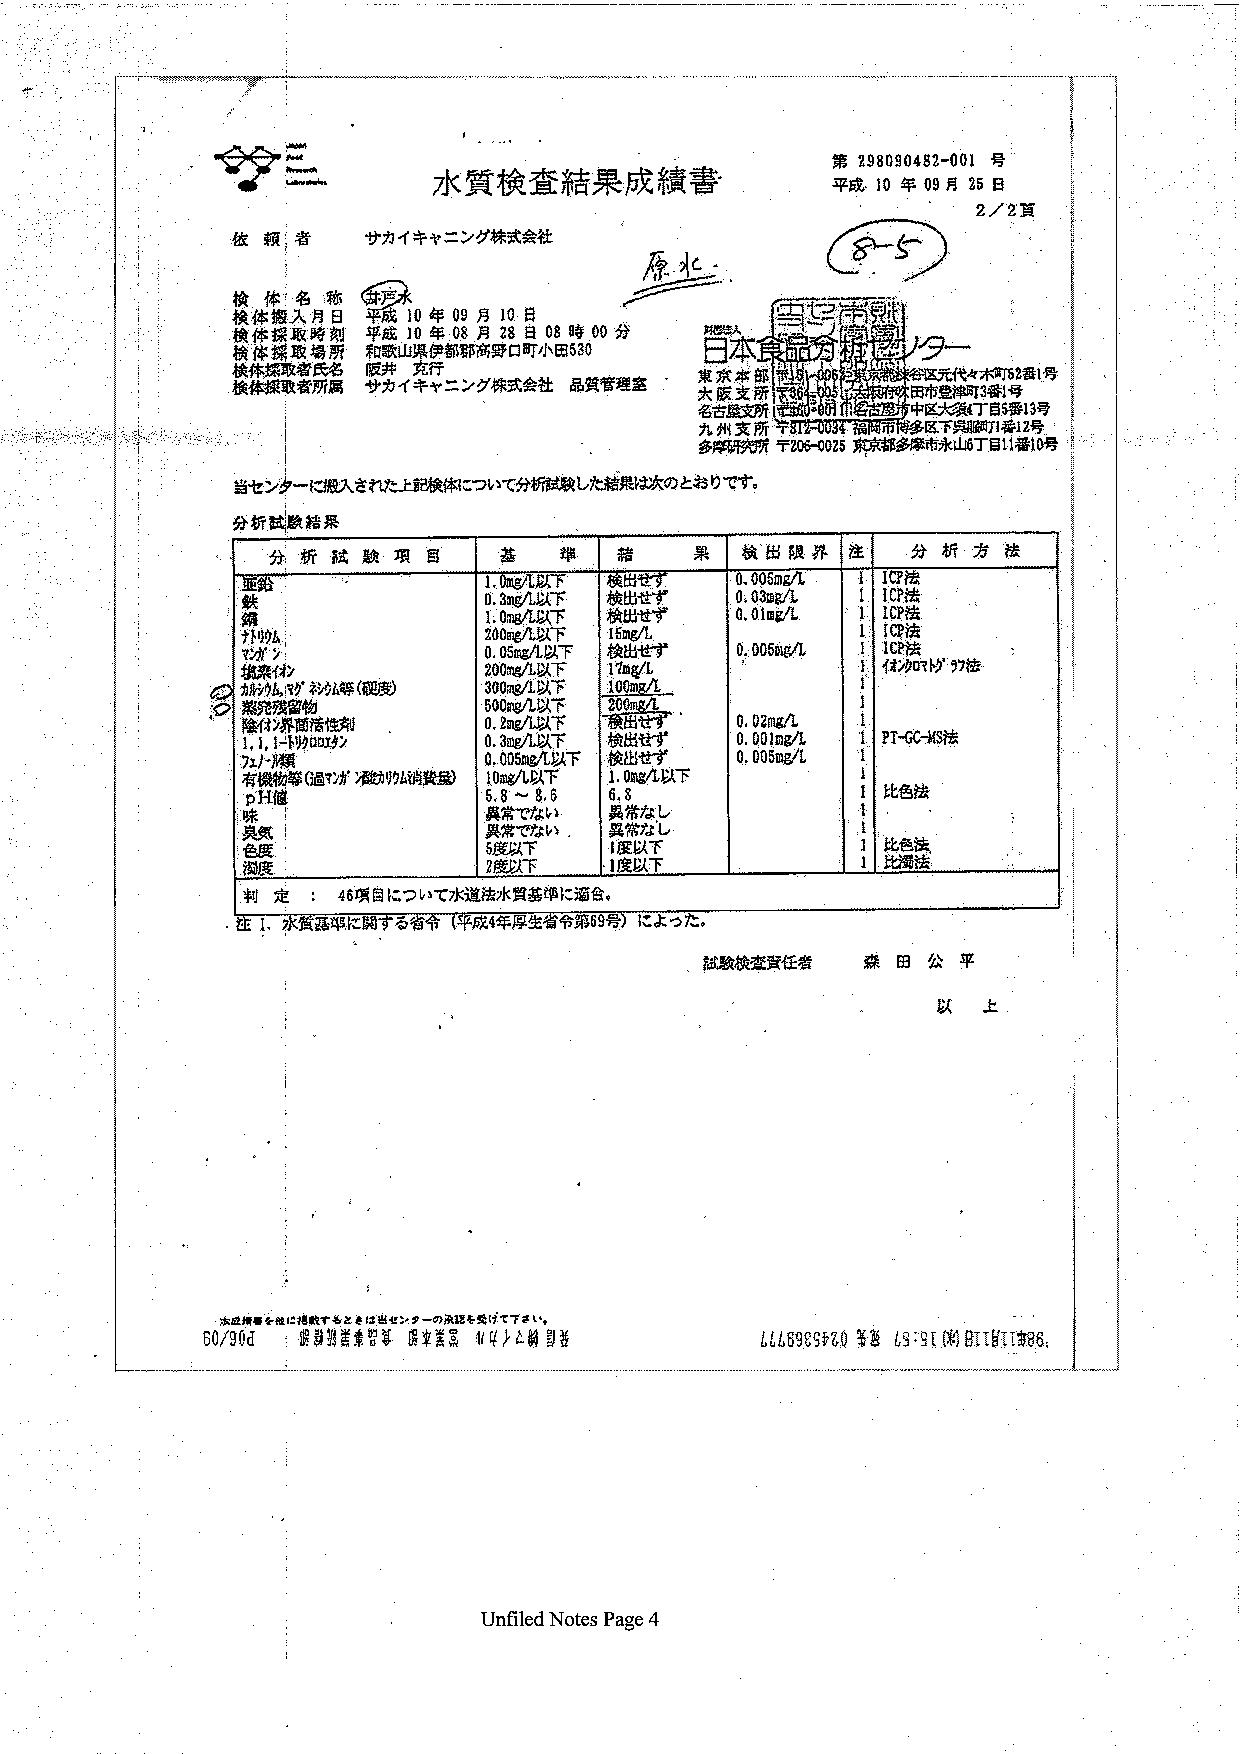 Japan
Food
Research
Laboratories
水質検査結果成績書
第 298090482-001 号
平成 10 年 09 月 25 日
2/2頁
8-5
依頼者 サカイキャニング株式会社
原水
検体名称 井戸水
検体搬入月日 平成 10 年 09 月 10 日
検体採取時刻 平成 10 年 08 月 28 日 08 時 00 分
検体採取場所 和歌山県伊都郡高野口町小田530
検体採取者氏名 阪井 克行
検体採取者所属 サカイキャニング株式会社 品質管理室
財団法人
日本食品分析センター
東京本部 東京都渋谷区元代々木町52番1号
大阪支所 大阪府吹田市豊津町3番1号
名古屋支所 名古屋市中区大須4丁目5番13号
九州支所 〒812-0034 福岡市博多区下呉服町1番12号
多摩研究所 〒206-0025 東京都多摩市永山6丁目11番10号
当センターに搬入された上記検体について分析試験した結果は次のとおりです。
分析試験結果
分析試験項目 基準 結果 検出限界 注 分析方法
亜鉛 1.0mg/L以下 検出せず 0.005mg/L 1 ICP法
鉄 0.3mg/L以下 検出せず 0.03mg/L 1 ICP法
銅 1.0mg/L以下 検出せず 0.01mg/L 1 ICP法
ナトリウム 200mg/L以下 15mg/L 1 ICP法
マンガン 0.05mg/L以下 検出せず 0.005mg/L 1 ICP法
塩素イオン 200mg/L以下 17mg/L 1 イオンクロマトグラフ法
カルシウム,マグネシウム等(硬度) 300mg/L以下 100mg/L 1
蒸発残留物 500mg/L以下 200mg/L 1
陰イオン界面活性剤 0.2mg/L以下 検出せず 0.02mg/L 1
1,1,1-トリクロロエタン 0.3mg/L以下 検出せず 0.001mg/L 1 PT-GC-MS法
フェノール類 0.005mg/L以下 検出せず 0.005mg/L 1
有機物等(過マンガン酸カリウム消費量) 10mg/L以下 1.0mg/L以下 1
pH値 5.8～8.6 6.8 1 比色法
味 異常でない 異常なし 1
臭気 異常でない 異常なし 1
色度 5度以下 1度以下 1 比色法
濁度 2度以下 1度以下 1 比濁法
判定 : 46項目について水道法水質基準に適合。
注 1. 水質基準に関する省令(平成4年厚生省令第69号)によった。
試験検査責任者 森田公平
以上
本成績書を他に掲載するときは当センターの承認を受けて下さい。
'98年11月11日(水) 15:57 宛先 0245369777
P06/09
Unfiled Notes Page 4